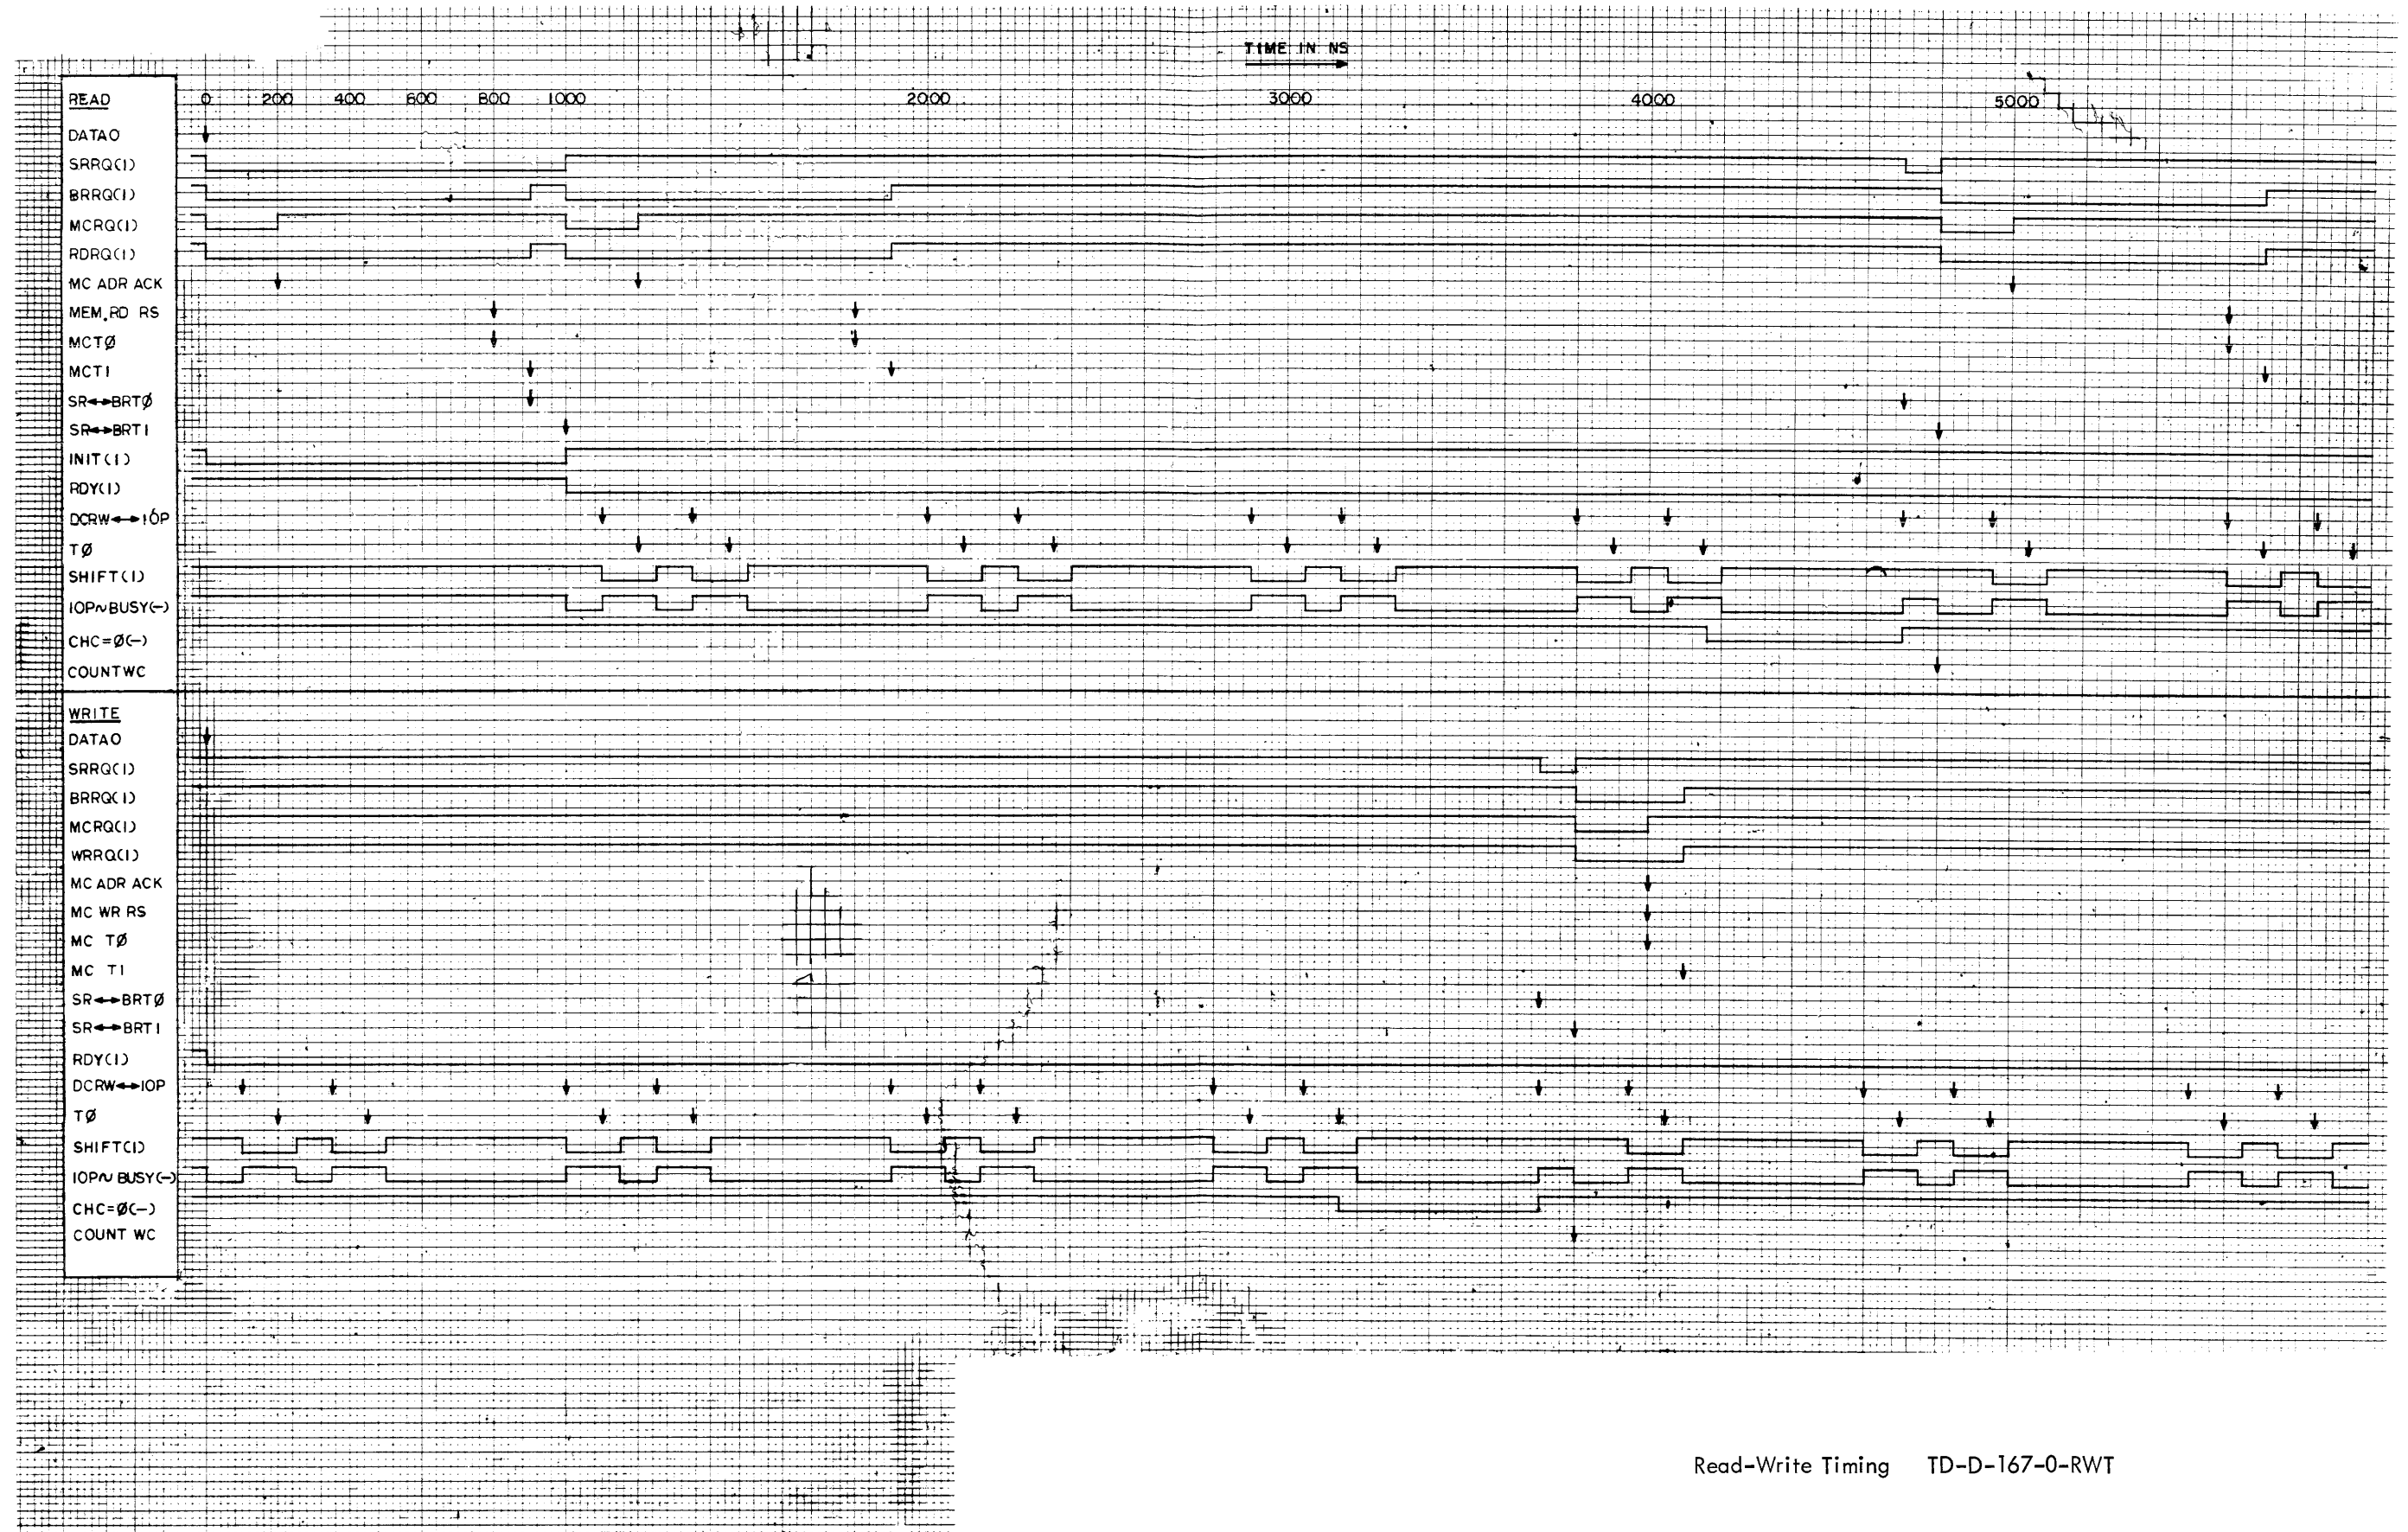 TIME IN NS
READ 0 200 400 600 800 1000 2000 3000 4000 5000
DATAO
SRRQ(1)
BRRQ(1)
MCRQ(1)
RDRQ(1)
MC ADR ACK
MEM.RD RS
MCTØ
MCT1
SR↔BRTØ
SR↔BRT1
INIT(1)
RDY(1)
DCRW↔IOP
TØ
SHIFT(1)
IOP~BUSY(-)
CHC=Ø(-)
COUNTWC
WRITE
DATAO
SRRQ(1)
BRRQ(1)
MCRQ(1)
WRRQ(1)
MC ADR ACK
MC WR RS
MC TØ
MC T1
SR↔BRTØ
SR↔BRT1
RDY(1)
DCRW↔IOP
TØ
SHIFT(1)
IOP~BUSY(-)
CHC=Ø(-)
COUNT WC
Read-Write Timing TD-D-167-0-RWT